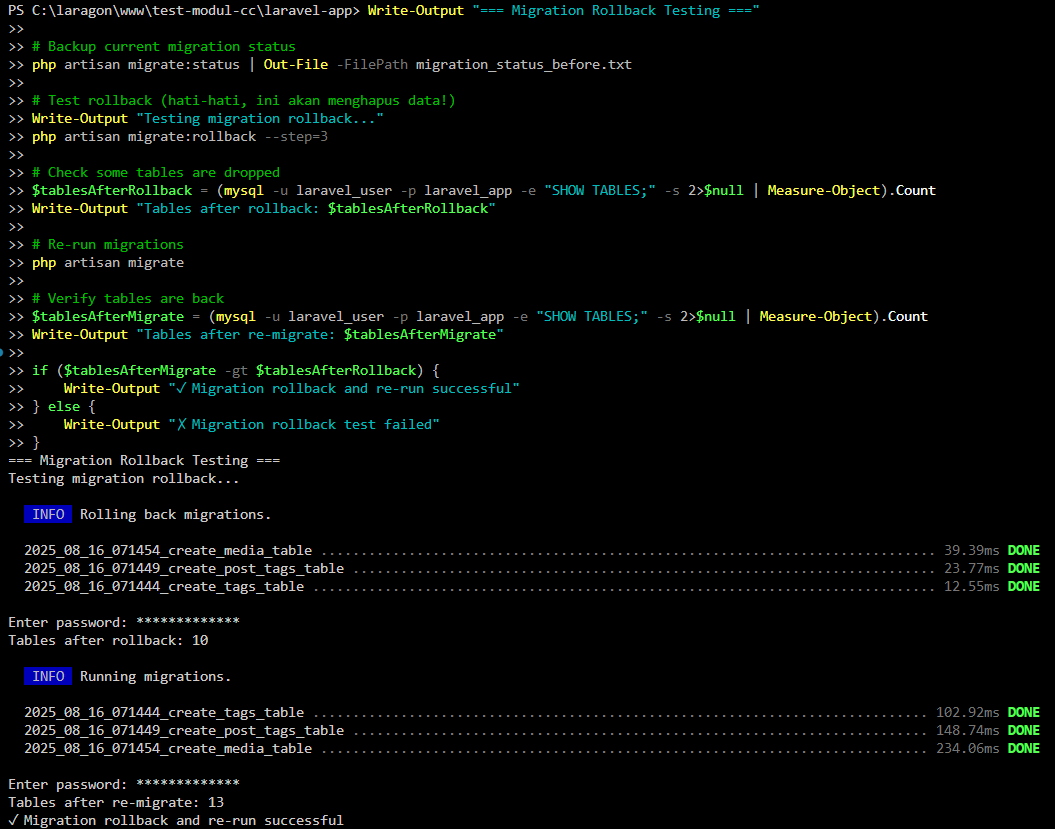 PS C:\laragon\www\test-modul-cc\laravel-app> Write-Output "=== Migration Rollback Testing ==="
>>
>> # Backup current migration status
>> php artisan migrate:status | Out-File -FilePath migration_status_before.txt
>>
>> # Test rollback (hati-hati, ini akan menghapus data!)
>> Write-Output "Testing migration rollback..."
>> php artisan migrate:rollback --step=3
>>
>> # Check some tables are dropped
>> $tablesAfterRollback = (mysql -u laravel_user -p laravel_app -e "SHOW TABLES;" -s 2>$null | Measure-Object).Count
>> Write-Output "Tables after rollback: $tablesAfterRollback"
>>
>> # Re-run migrations
>> php artisan migrate
>>
>> # Verify tables are back
>> $tablesAfterMigrate = (mysql -u laravel_user -p laravel_app -e "SHOW TABLES;" -s 2>$null | Measure-Object).Count
>> Write-Output "Tables after re-migrate: $tablesAfterMigrate"
>>
>> if ($tablesAfterMigrate -gt $tablesAfterRollback) {
>>     Write-Output "✓ Migration rollback and re-run successful"
>> } else {
>>     Write-Output "✗ Migration rollback test failed"
>> }
=== Migration Rollback Testing ===
Testing migration rollback...
INFO  Rolling back migrations.
2025_08_16_071454_create_media_table ............................................................................. 39.39ms DONE
2025_08_16_071449_create_post_tags_table ......................................................................... 23.77ms DONE
2025_08_16_071444_create_tags_table .............................................................................. 12.55ms DONE
Enter password: *************
Tables after rollback: 10
INFO  Running migrations.
2025_08_16_071444_create_tags_table ............................................................................. 102.92ms DONE
2025_08_16_071449_create_post_tags_table ........................................................................ 148.74ms DONE
2025_08_16_071454_create_media_table ............................................................................ 234.06ms DONE
Enter password: *************
Tables after re-migrate: 13
✓ Migration rollback and re-run successful